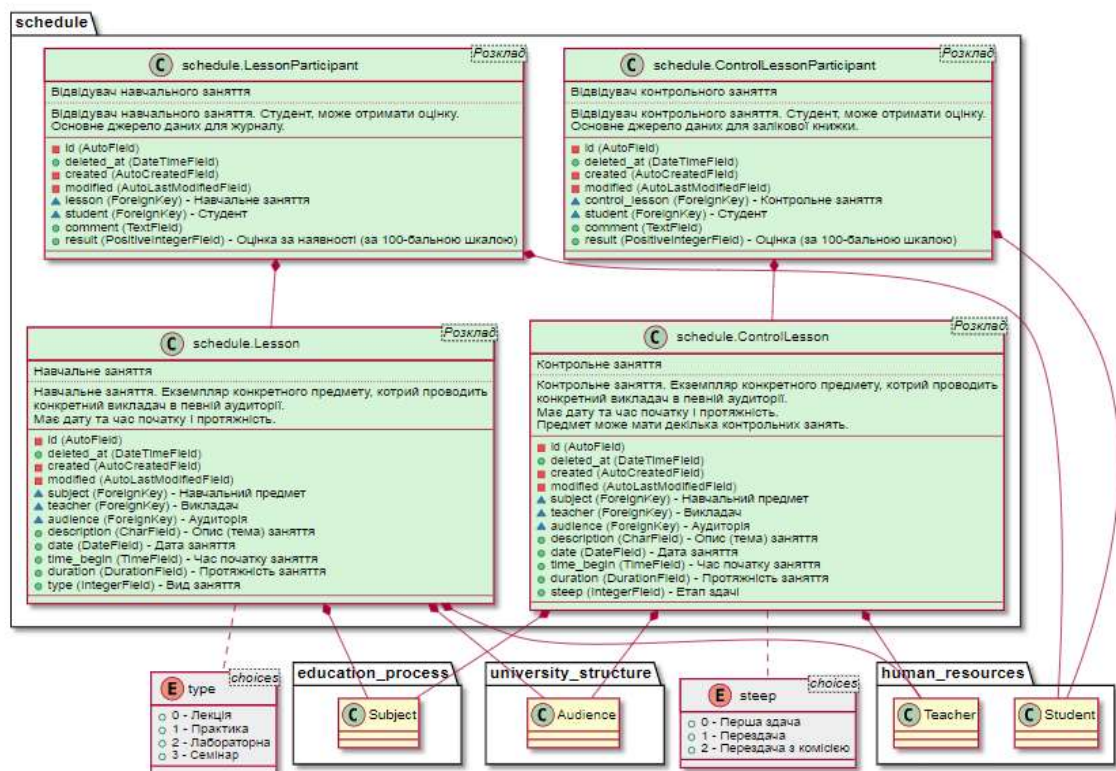 schedule
Розклад
C schedule.LessonParticipant
Відвідувач навчального заняття
Відвідувач навчального заняття. Студент, може отримати оцінку.
Основне джерело даних для журналу.
id (AutoField)
deleted_at (DateTimeField)
created (AutoCreatedField)
modified (AutoLastModifiedField)
lesson (ForeignKey) - Навчальне заняття
student (ForeignKey) - Студент
comment (TextField)
result (PositiveIntegerField) - Оцінка за наявності (за 100-бальною шкалою)
Розклад
C schedule.ControlLessonParticipant
Відвідувач контрольного заняття
Відвідувач контрольного заняття. Студент, може отримати оцінку.
Основне джерело даних для залікової книжки.
id (AutoField)
deleted_at (DateTimeField)
created (AutoCreatedField)
modified (AutoLastModifiedField)
control_lesson (ForeignKey) - Контрольне заняття
student (ForeignKey) - Студент
comment (TextField)
result (PositiveIntegerField) - Оцінка (за 100-бальною шкалою)
Розклад
C schedule.Lesson
Навчальне заняття
Навчальне заняття. Екземпляр конкретного предмету, котрий проводить
конкретний викладач в певній аудиторії.
Має дату та час початку і протяжність.
id (AutoField)
deleted_at (DateTimeField)
created (AutoCreatedField)
modified (AutoLastModifiedField)
subject (ForeignKey) - Навчальний предмет
teacher (ForeignKey) - Викладач
audience (ForeignKey) - Аудиторія
description (CharField) - Опис (тема) заняття
date (DateField) - Дата заняття
time_begin (TimeField) - Час початку заняття
duration (DurationField) - Протяжність заняття
type (IntegerField) - Вид заняття
Розклад
C schedule.ControlLesson
Контрольне заняття
Контрольне заняття. Екземпляр конкретного предмету, котрий проводить
конкретний викладач в певній аудиторії.
Має дату та час початку і протяжність.
Предмет може мати декілька контрольних занять.
id (AutoField)
deleted_at (DateTimeField)
created (AutoCreatedField)
modified (AutoLastModifiedField)
subject (ForeignKey) - Навчальний предмет
teacher (ForeignKey) - Викладач
audience (ForeignKey) - Аудиторія
description (CharField) - Опис (тема) заняття
date (DateField) - Дата заняття
time_begin (TimeField) - Час початку заняття
duration (DurationField) - Протяжність заняття
steep (IntegerField) - Етап здачі
choices
E type
0 - Лекція
1 - Практика
2 - Лабораторна
3 - Семінар
education_process
C Subject
university_structure
C Audience
choices
E steep
0 - Перша здача
1 - Перездача
2 - Перездача з комісією
human_resources
C Teacher
C Student